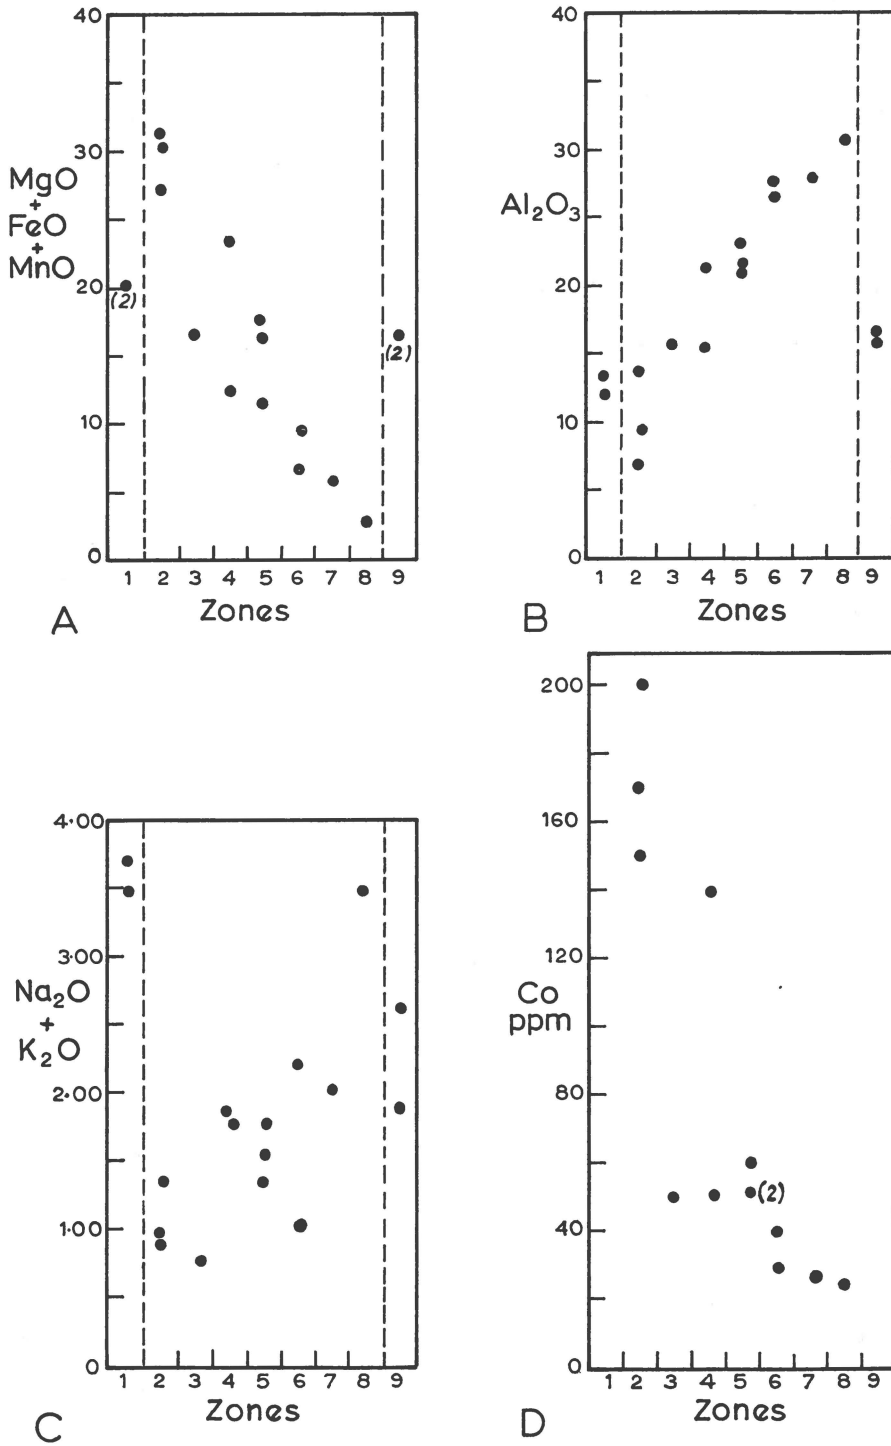 40
30
MgO
+
FeO
+
MnO
20
(2)
(2)
10
0
1 2 3 4 5 6 7 8 9
Zones
A
40
30
Al₂O₃
20
10
0
1 2 3 4 5 6 7 8 9
Zones
B
4·00
3·00
Na₂O
+
K₂O
2·00
1·00
0
1 2 3 4 5 6 7 8 9
Zones
C
200
160
120
Co
ppm
80
(2)
40
0
1 2 3 4 5 6 7 8 9
Zones
D